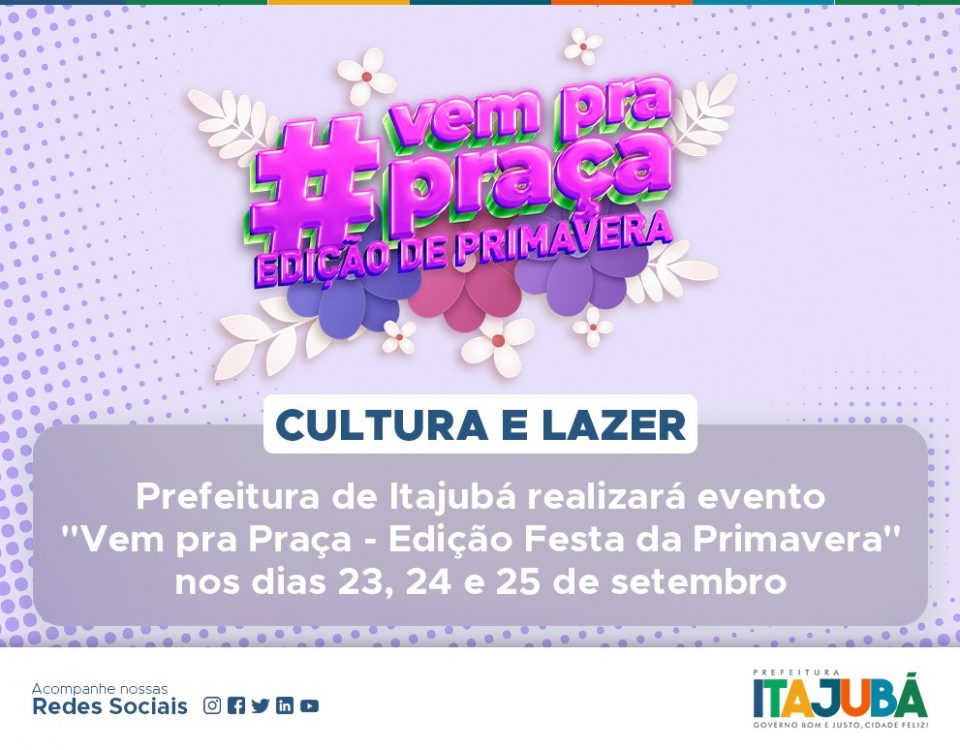 #vem pra
praça
EDIÇÃO DE PRIMAVERA
CULTURA E LAZER
Prefeitura de Itajubá realizará evento
"Vem pra Praça - Edição Festa da Primavera"
nos dias 23, 24 e 25 de setembro
Acompanhe nossas
Redes Sociais
PREFEITURA
ITAJUBÁ
GOVERNO BOM E JUSTO, CIDADE FELIZ!